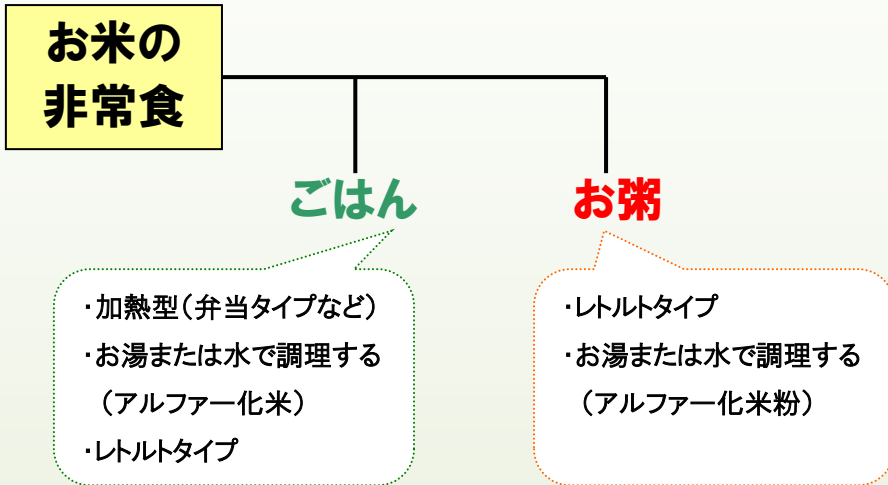 お米の
非常食
ごはん
お粥
・加熱型（弁当タイプなど）
・お湯または水で調理する
（アルファー化米）
・レトルトタイプ
・レトルトタイプ
・お湯または水で調理する
（アルファー化米粉）